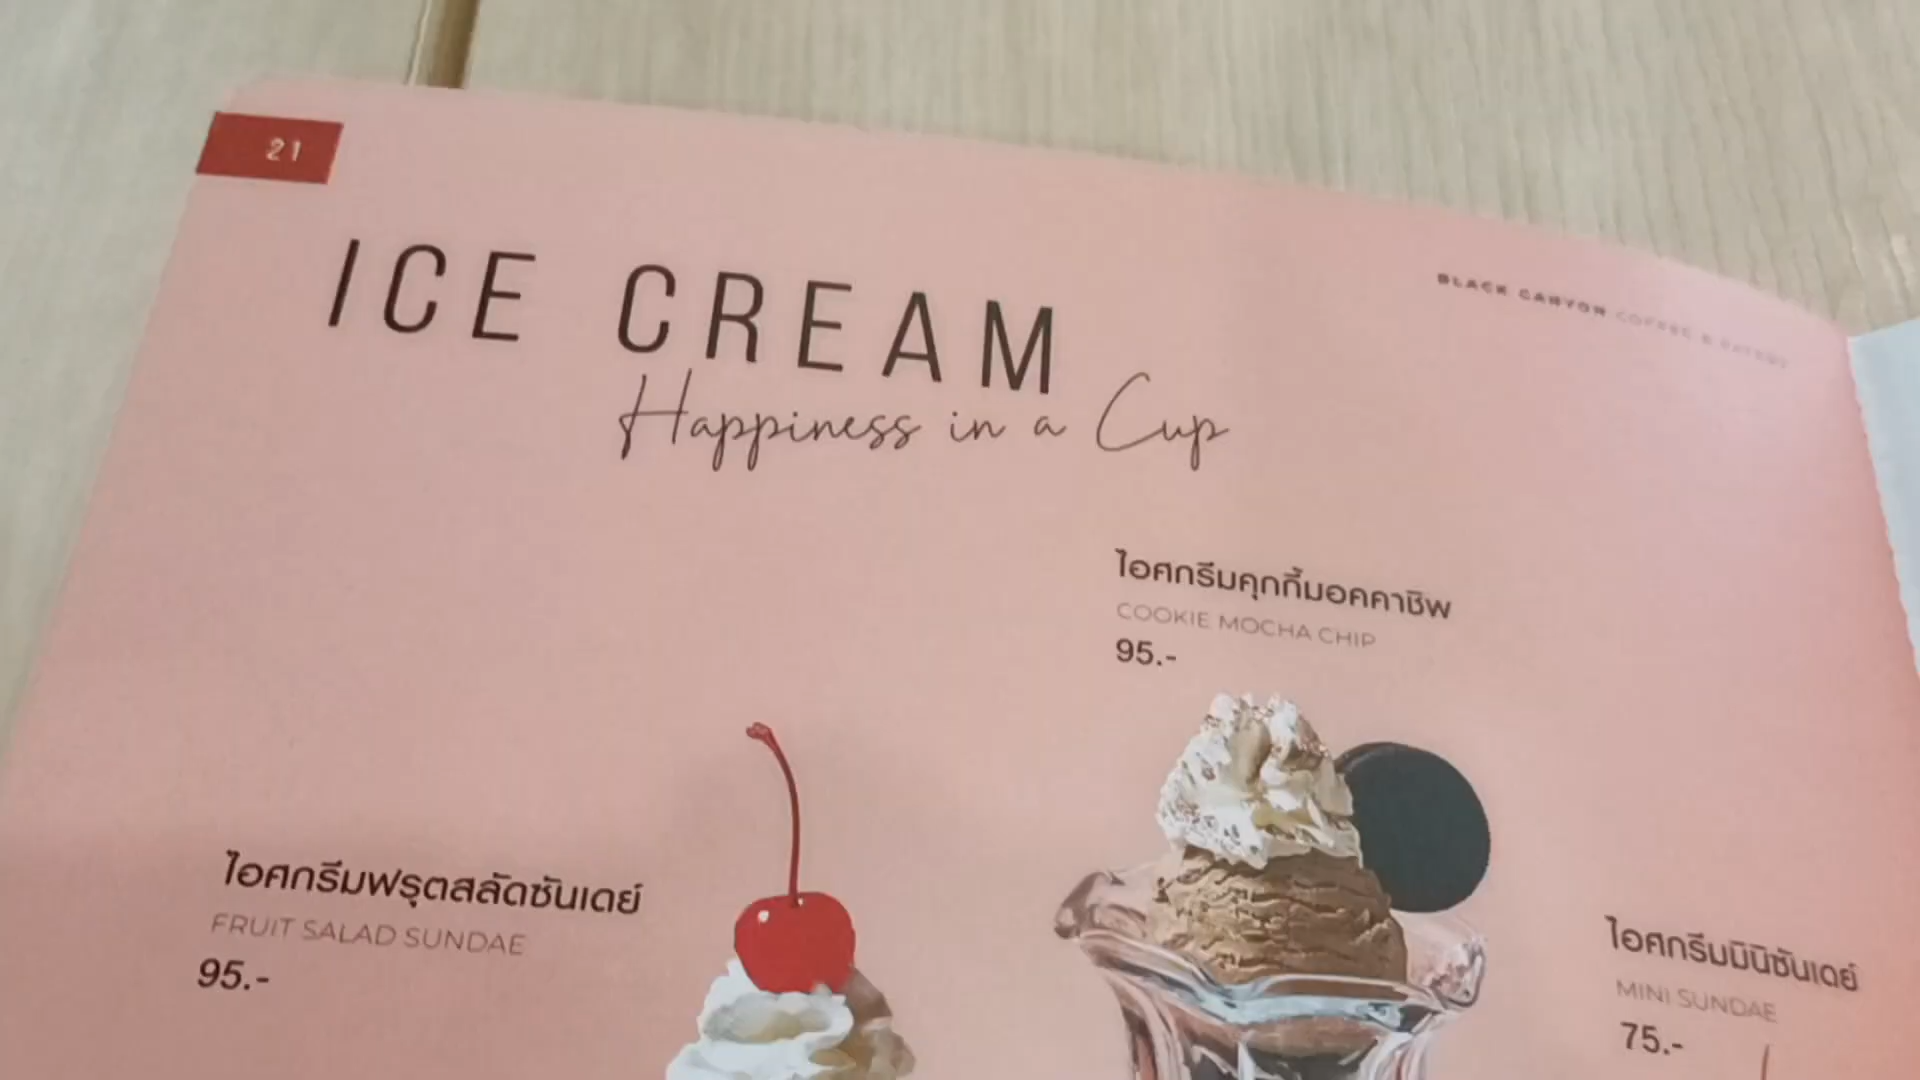 21
ICE CREAM
Happiness in a Cup
BLACK CANYON COFFEE & EATERY
ไอศกรีมคุกกี้มอคคาชิพ
COOKIE MOCHA CHIP
95.-
ไอศกรีมฟรุตสลัดซันเดย์
FRUIT SALAD SUNDAE
95.-
ไอศกรีมมินิซันเดย์
MINI SUNDAE
75.-